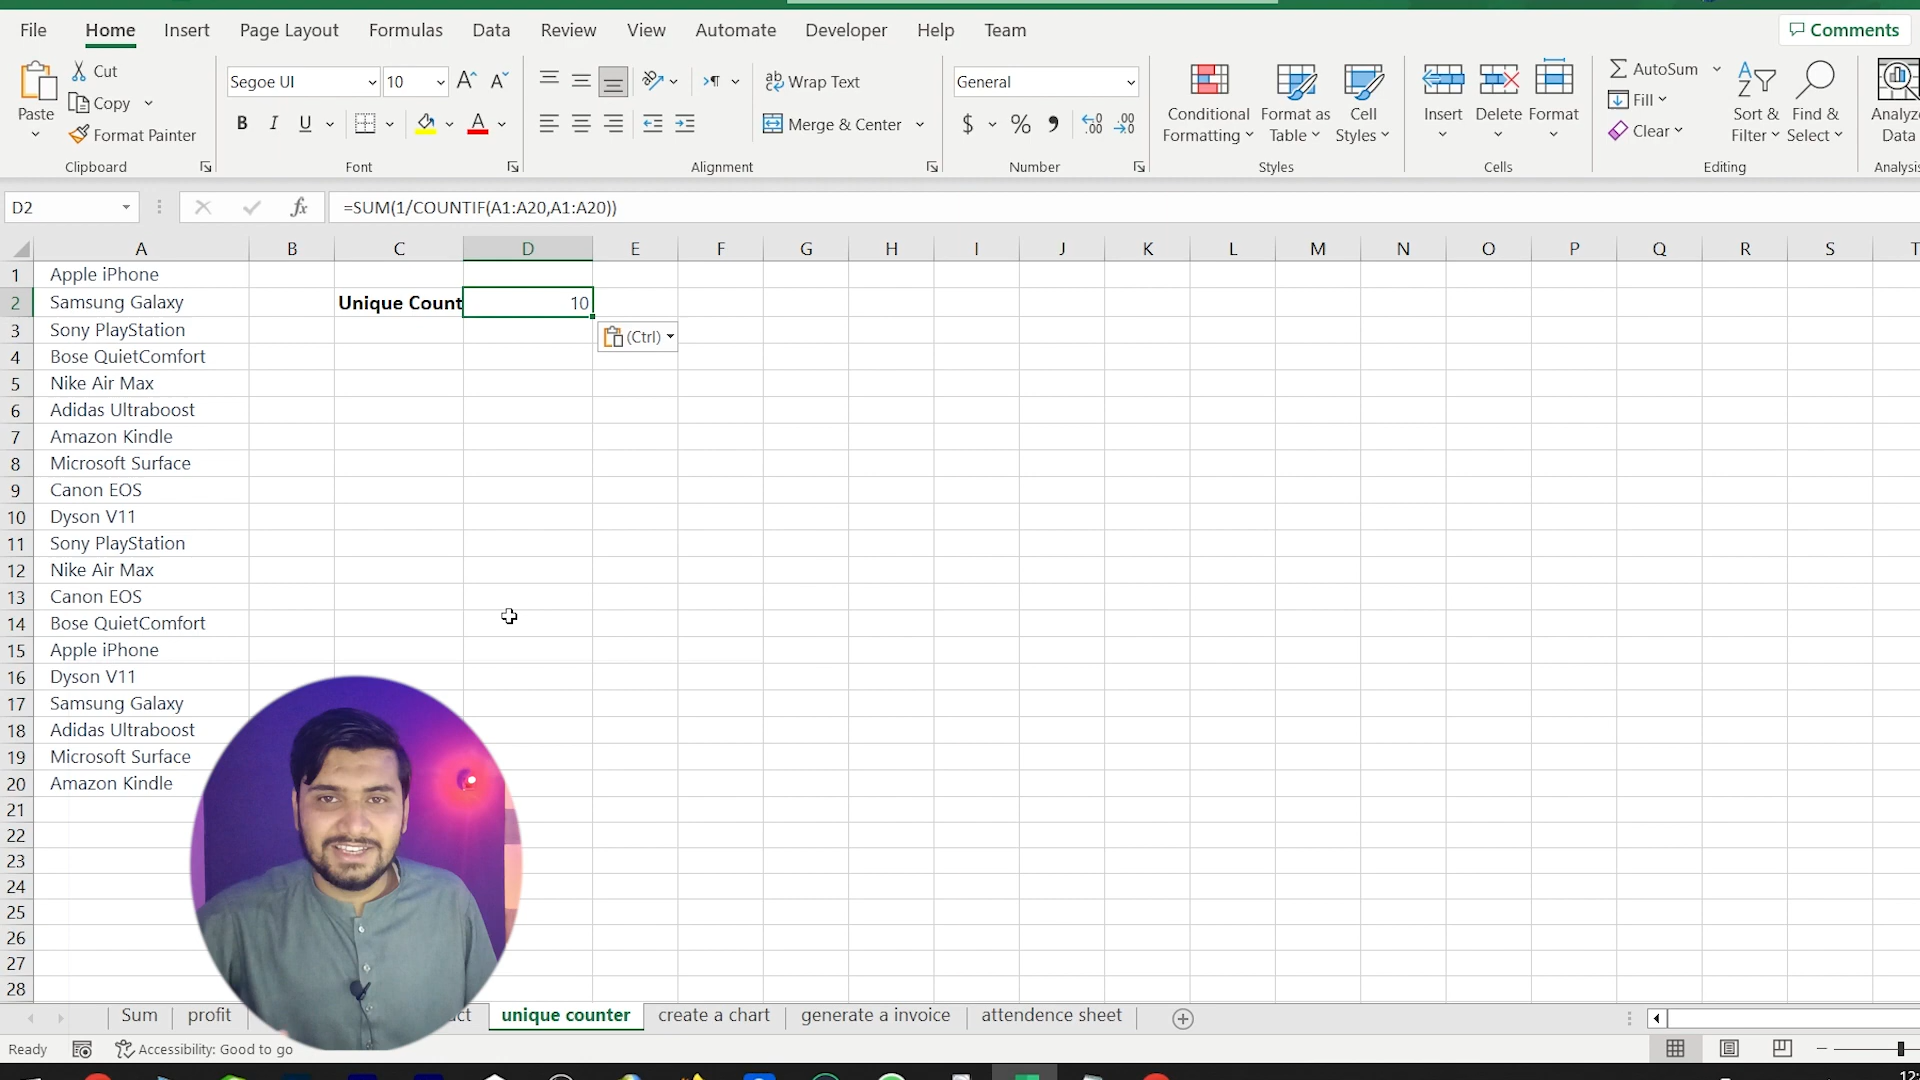 File Home Insert Page Layout Formulas Data Review View Automate Developer Help Team Comments
Paste Cut Copy Format Painter Clipboard
Segoe UI 10 A^ A˅ B I U A Font
Wrap Text Merge & Center Alignment
General $ % , Number
Conditional Formatting Format as Table Cell Styles Styles
Insert Delete Format Cells
AutoSum Fill Clear Sort & Filter Find & Select Editing
Analyze Data Analysis
D2 fx =SUM(1/COUNTIF(A1:A20,A1:A20))
A B C D E F G H I J K L M N O P Q R S T
1 Apple iPhone
2 Samsung Galaxy Unique Count 10
3 Sony PlayStation (Ctrl)
4 Bose QuietComfort
5 Nike Air Max
6 Adidas Ultraboost
7 Amazon Kindle
8 Microsoft Surface
9 Canon EOS
10 Dyson V11
11 Sony PlayStation
12 Nike Air Max
13 Canon EOS
14 Bose QuietComfort
15 Apple iPhone
16 Dyson V11
17 Samsung Galaxy
18 Adidas Ultraboost
19 Microsoft Surface
20 Amazon Kindle
21
22
23
24
25
26
27
28
Sum profit unique counter create a chart generate a invoice attendence sheet
Ready Accessibility: Good to go